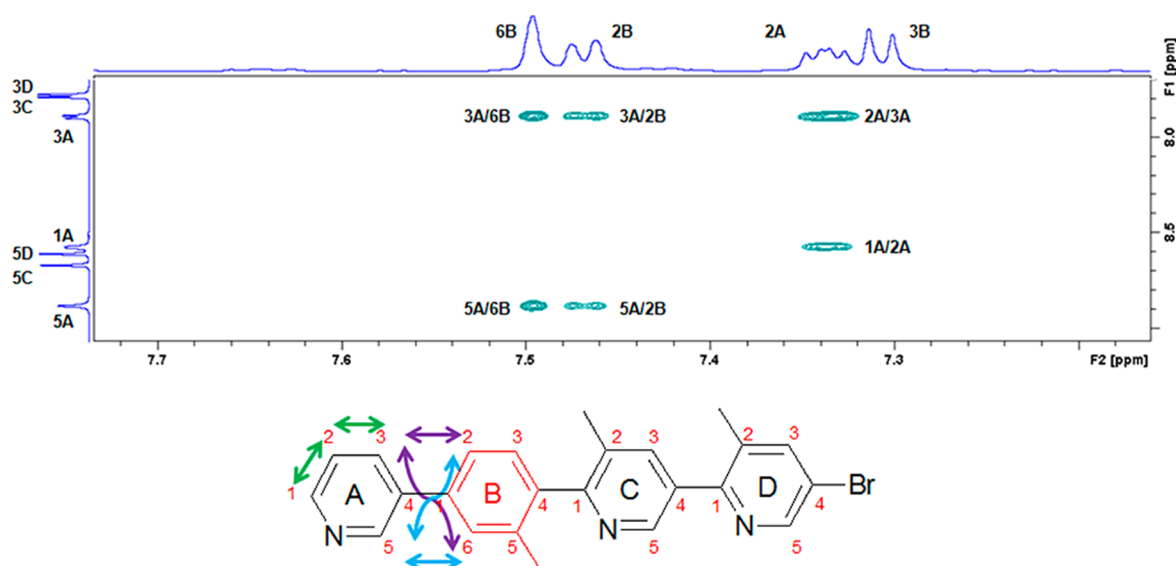 6B 2B 2A 3B
3D
3C
3A
1A
5D
5C
5A
3A/6B 3A/2B 2A/3A
1A/2A
5A/6B 5A/2B
F1 [ppm]
8.0
8.5
7.7 7.6 7.5 7.4 7.3 F2 [ppm]
2 3 2 3 2 3 2 3
1 A 4 1 B 4 1 C 4 1 D 4 Br
N 5 6 5 N 5 N 5